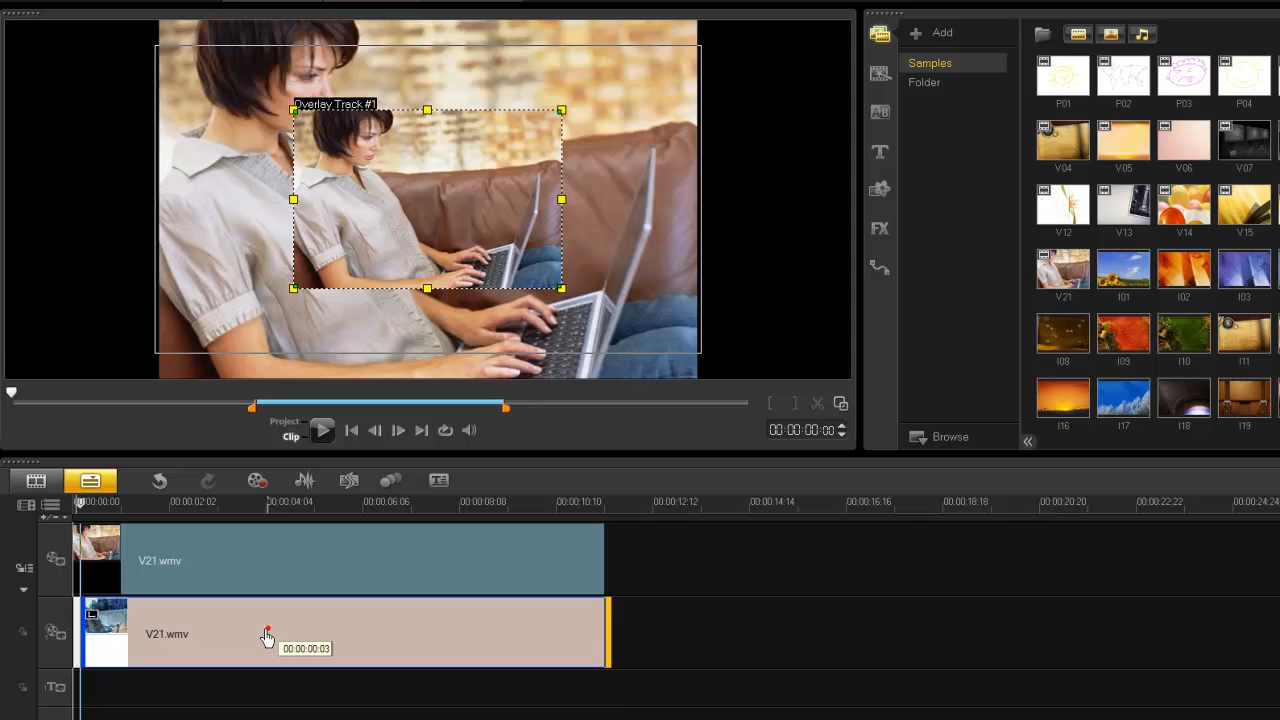 Add
Samples
Folder
P01 P02 P03 P04
V04 V05 V06 V07
Overlay Track #1
V12 V13 V14 V15
V21 I01 I02 I03
I08 I09 I10 I11
I16 I17 I18 I19
Browse
Project
Clip
00:00:00:00
00:00:00 00:00:02:02 00:00:04:04 00:00:06:06 00:00:08:08 00:00:10:10 00:00:12:12 00:00:14:14 00:00:16:16 00:00:18:18 00:00:20:20 00:00:22:22 00:00:24:24
V21.wmv
V21.wmv
00:00:00:03
AB
T
FX